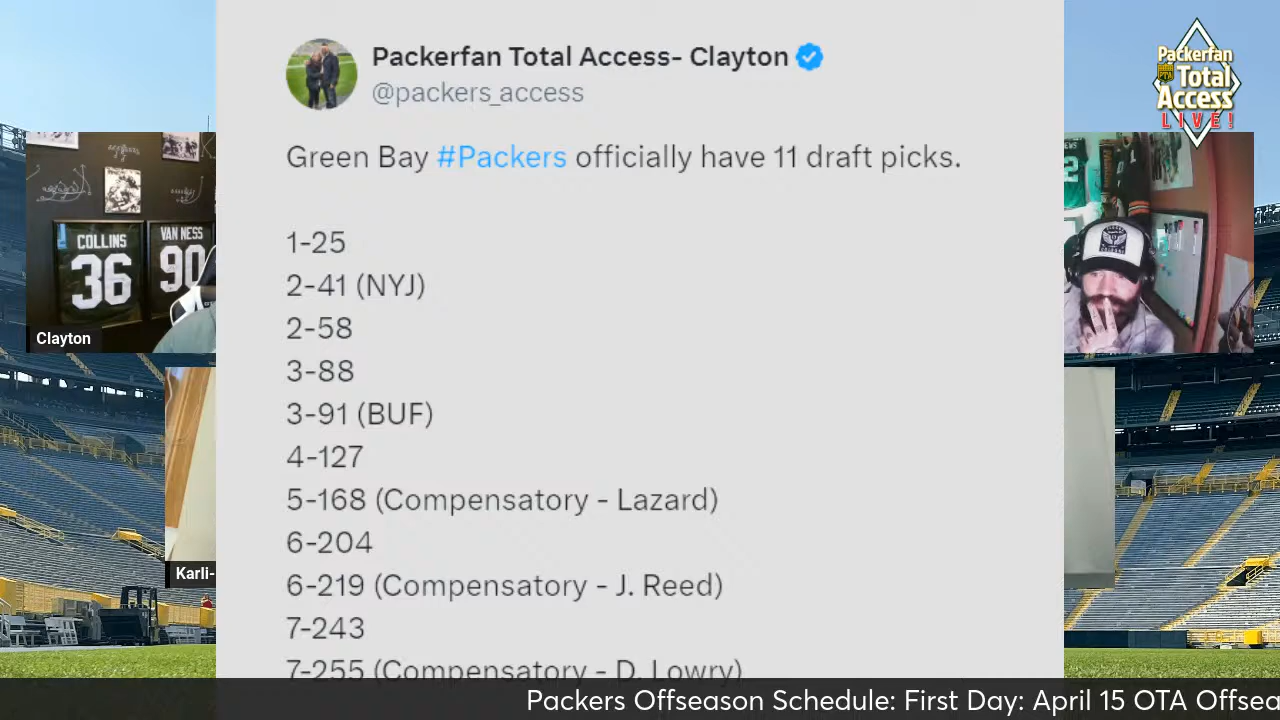 Packerfan Total Access- Clayton
@packers_access
Green Bay #Packers officially have 11 draft picks.
1-25
2-41 (NYJ)
2-58
3-88
3-91 (BUF)
4-127
5-168 (Compensatory - Lazard)
6-204
6-219 (Compensatory - J. Reed)
7-243
7-255 (Compensatory - D. Lowry)
Packerfan
PTA
Total
Access
LIVE!
COLLINS
36
VAN NESS
90
Clayton
Karli-
2
Packers Offseason Schedule: First Day: April 15 OTA Offsea